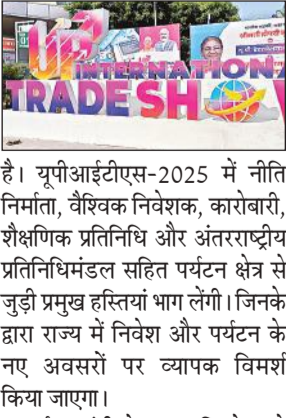 UP
INTERNATIONA
TRADE SH
है। यूपीआईटीएस-2025 में नीति
निर्माता, वैश्विक निवेशक, कारोबारी,
शैक्षणिक प्रतिनिधि और अंतरराष्ट्रीय
प्रतिनिधिमंडल सहित पर्यटन क्षेत्र से
जुड़ी प्रमुख हस्तियां भाग लेंगी। जिनके
द्वारा राज्य में निवेश और पर्यटन के
नए अवसरों पर व्यापक विमर्श
किया जाएगा।